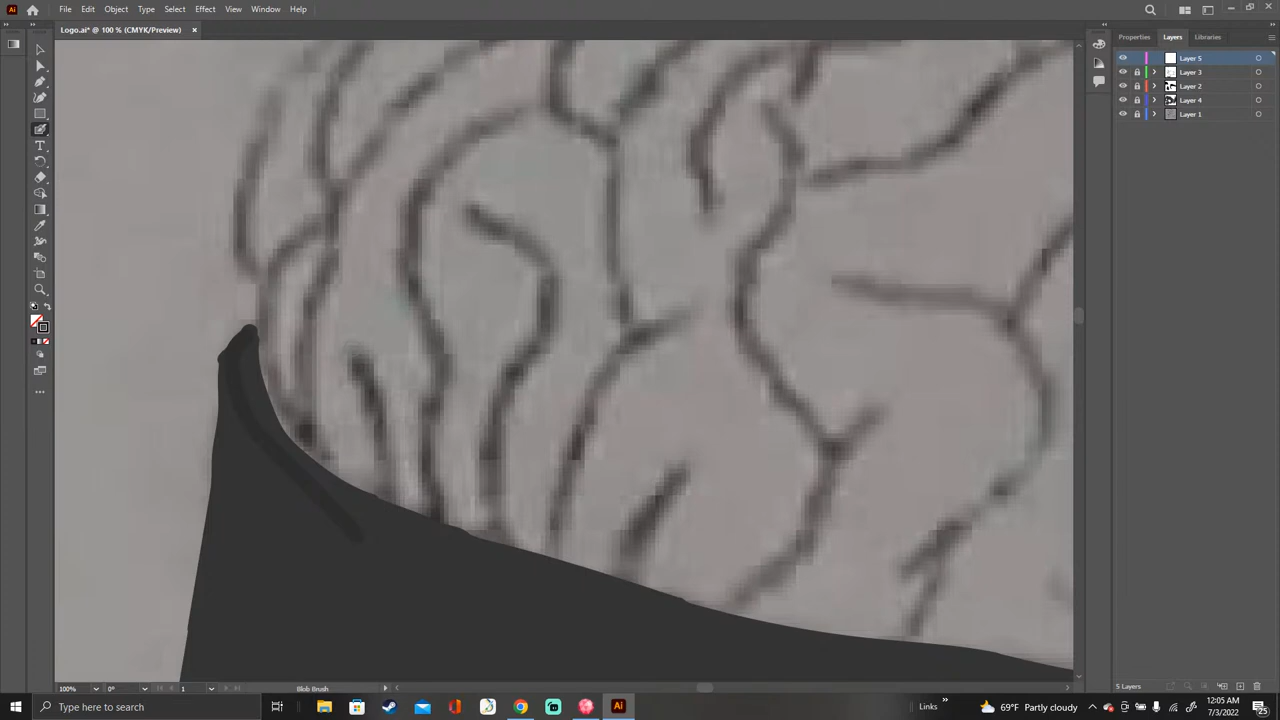 Ai File Edit Object Type Select Effect View Window Help
Logo.ai* @ 100 % (CMYK/Preview) ×
Properties Layers Libraries
Layer 5
Layer 3
Layer 2
Layer 4
Layer 1
100% 0° 1 Blob Brush
5 Layers
Type here to search
Ai
Links
69°F Partly cloudy
12:05 AM
7/3/2022